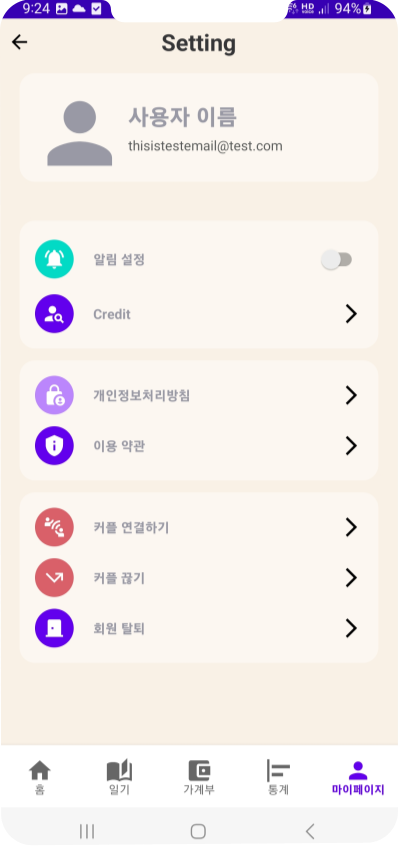 9:24 HD VOICE 94%
Setting
사용자 이름
thisistestemail@test.com
알림 설정
Credit
개인정보처리방침
이용 약관
커플 연결하기
커플 끊기
회원 탈퇴
홈 일기 가계부 통계 마이페이지